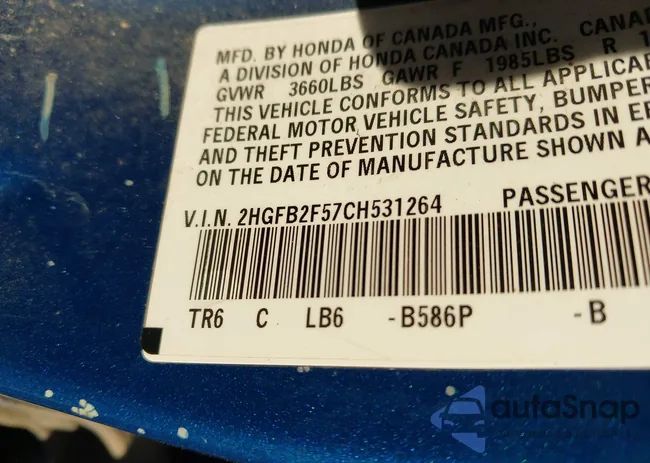 MFD. BY HONDA OF CANADA MFG.,
A DIVISION OF HONDA CANADA INC.
GVWR 3660LBS GAWR F 1985LBS R
THIS VEHICLE CONFORMS TO ALL
FEDERAL MOTOR VEHICLE SAFETY, BUMPER
AND THEFT PREVENTION STANDARDS IN
ON THE DATE OF MANUFACTURE SHOWN
V.I.N. 2HGFB2F57CH531264 PASSENGER
TR6 C LB6 -B586P -B
autoSnap